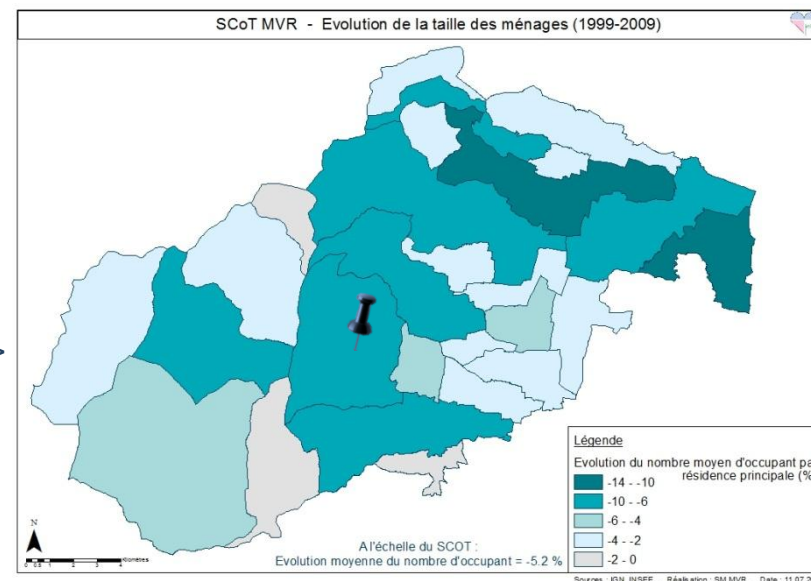 SCoT MVR - Evolution de la taille des ménages (1999-2009)
Légende
Evolution du nombre moyen d'occupant pa
résidence principale (%
-14 - -10
-10 - -6
-6 - -4
-4 - -2
-2 - 0
N
A l'échelle du SCOT :
Evolution moyenne du nombre d'occupant = -5.2 %
Sources : IGN, INSEE Réalisation : SM MVR Date : 11.07.2